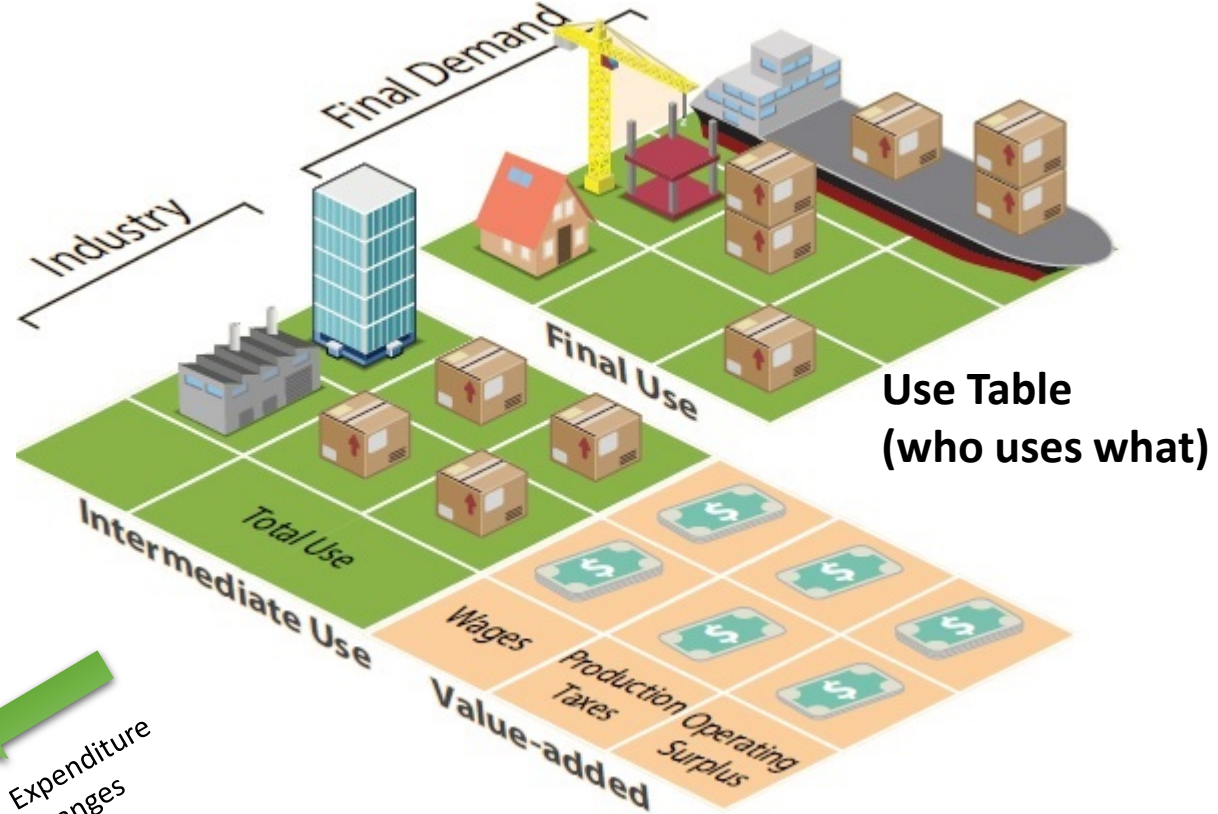 Final Demand
Industry
Final Use
Use Table
(who uses what)
Intermediate Use
Total Use
Wages
Production
Taxes
Operating
Surplus
Value-added
Expenditure